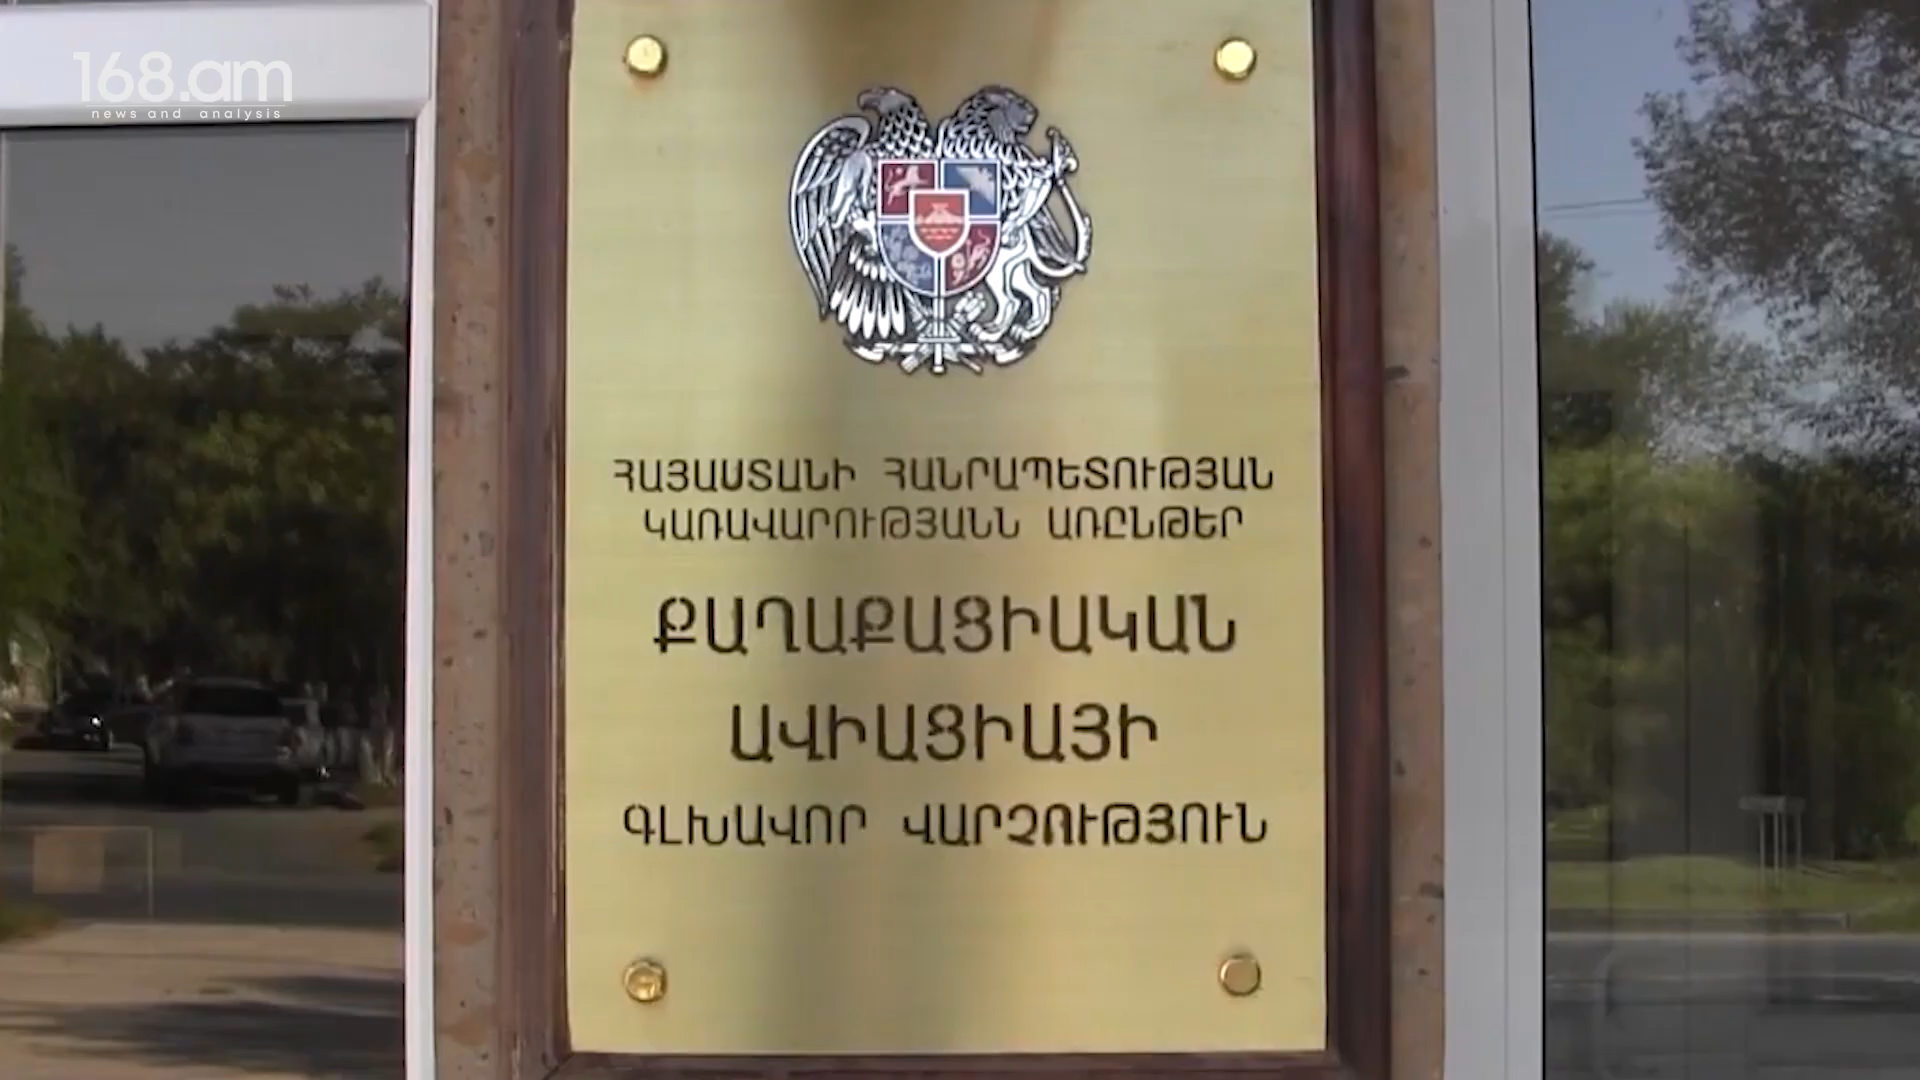 168.am
news and analysis
ՀԱՅԱՍՏԱՆԻ ՀԱՆՐԱՊԵՏՈՒԹՅԱՆ
ԿԱՌԱՎԱՐՈՒԹՅԱՆՆ ԱՌԸՆԹԵՐ
ՔԱՂԱՔԱՑԻԱԿԱՆ
ԱՎԻԱՑԻԱՅԻ
ԳԼԽԱՎՈՐ ՎԱՐՉՈՒԹՅՈՒՆ